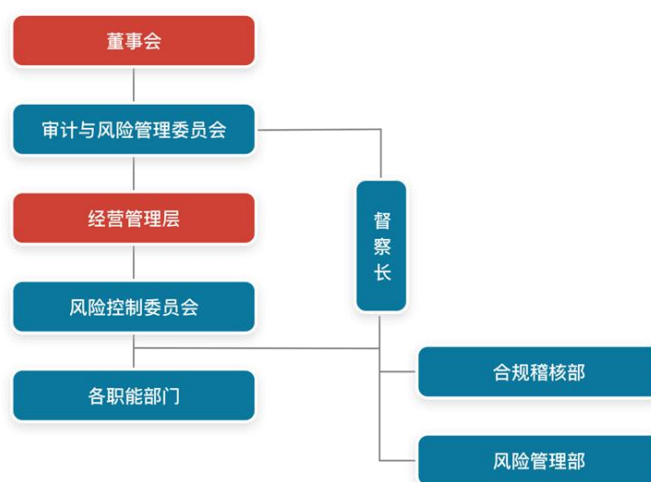 董事会
审计与风险管理委员会
经营管理层
督察长
风险控制委员会
合规稽核部
各职能部门
风险管理部